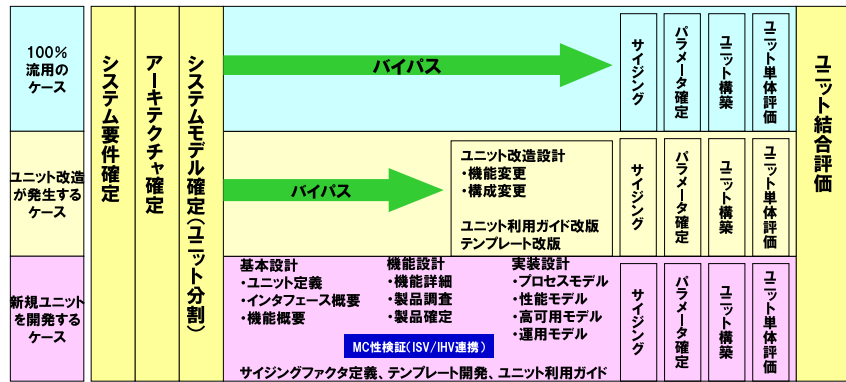 100%
流用の
ケース
システム要件確定
アーキテクチャ確定
システムモデル確定(ユニット分割)
バイパス
サイジング
パラメータ確定
ユニット構築
ユニット単体評価
ユニット結合評価
ユニット改造
が発生する
ケース
バイパス
ユニット改造設計
・機能変更
・構成変更
ユニット利用ガイド改版
テンプレート改版
サイジング
パラメータ確定
ユニット構築
ユニット単体評価
新規ユニット
を開発する
ケース
基本設計
・ユニット定義
・インタフェース概要
・機能概要
機能設計
・機能詳細
・製品調査
・製品確定
実装設計
・プロセスモデル
・性能モデル
・高可用モデル
・運用モデル
MC性検証(ISV/IHV連携)
サイジングファクタ定義、テンプレート開発、ユニット利用ガイド
サイジング
パラメータ確定
ユニット構築
ユニット単体評価